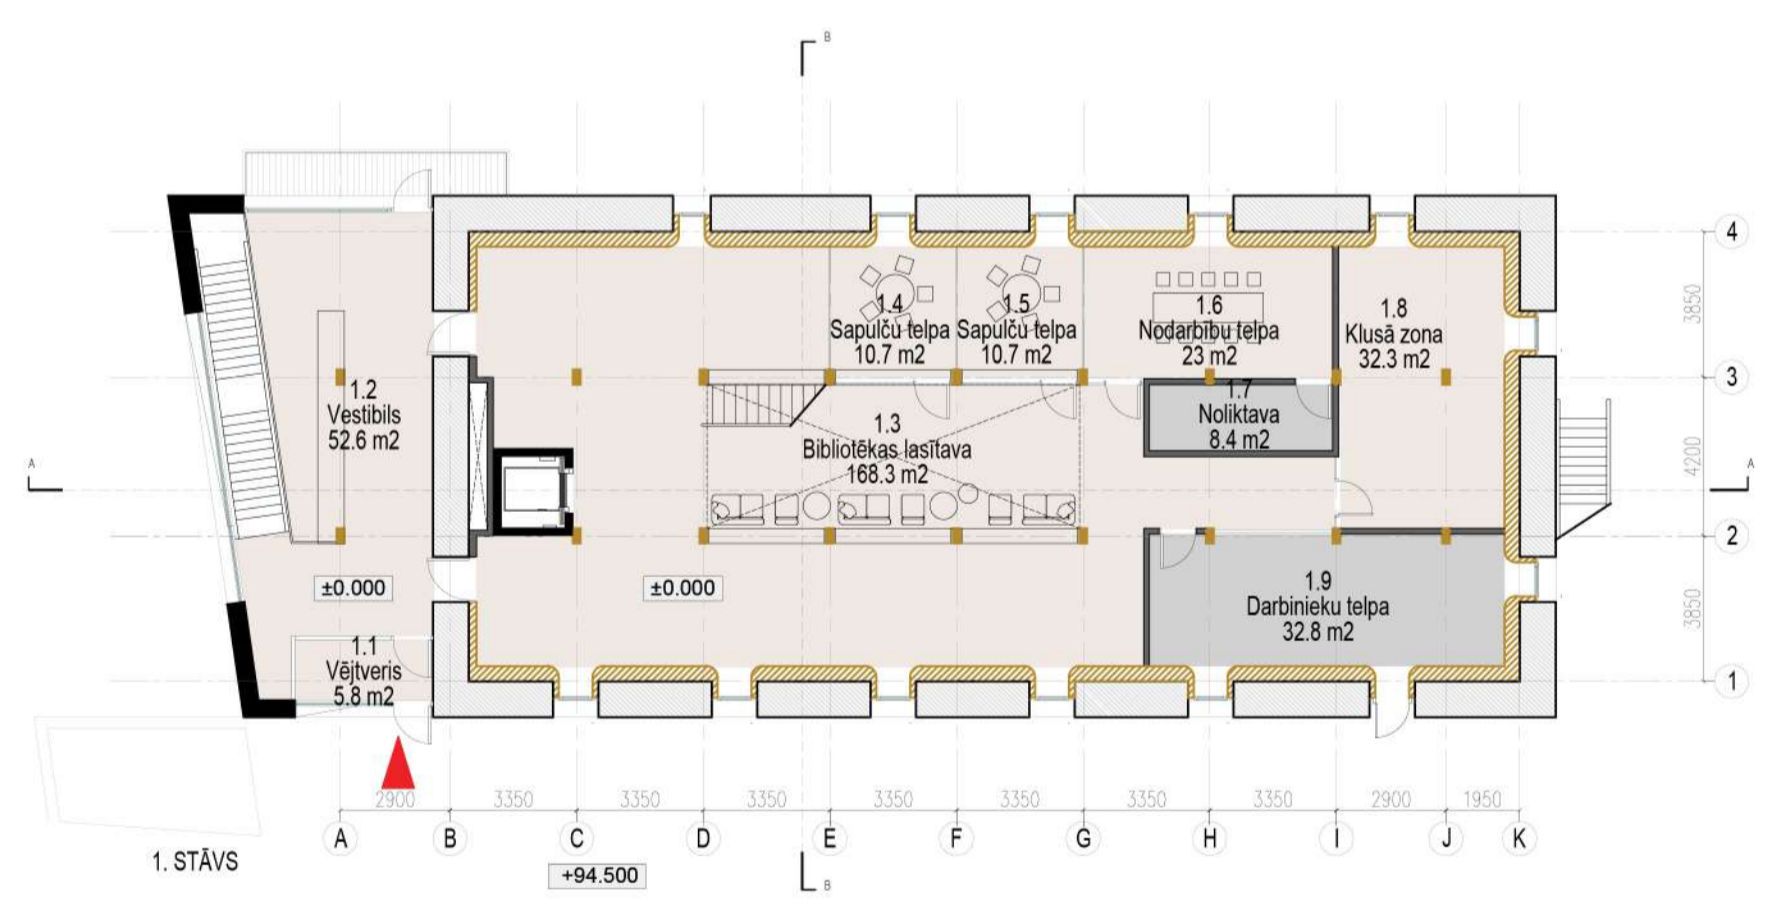 B
4
3850
3
4200
A
2
3850
1
A
1.2
Vestibils
52.6 m2
1.4
Sapulču telpa
10.7 m2
1.5
Sapulču telpa
10.7 m2
1.6
Nodarbību telpa
23 m2
1.8
Klusā zona
32.3 m2
1.7
Noliktava
8.4 m2
1.3
Bibliotēkas lasītava
168.3 m2
±0.000
±0.000
1.9
Darbinieku telpa
32.8 m2
1.1
Vējtveris
5.8 m2
2900 3350 3350 3350 3350 3350 3350 3350 2900 1950
A B C D E F G H I J K
1. STĀVS
+94.500
B